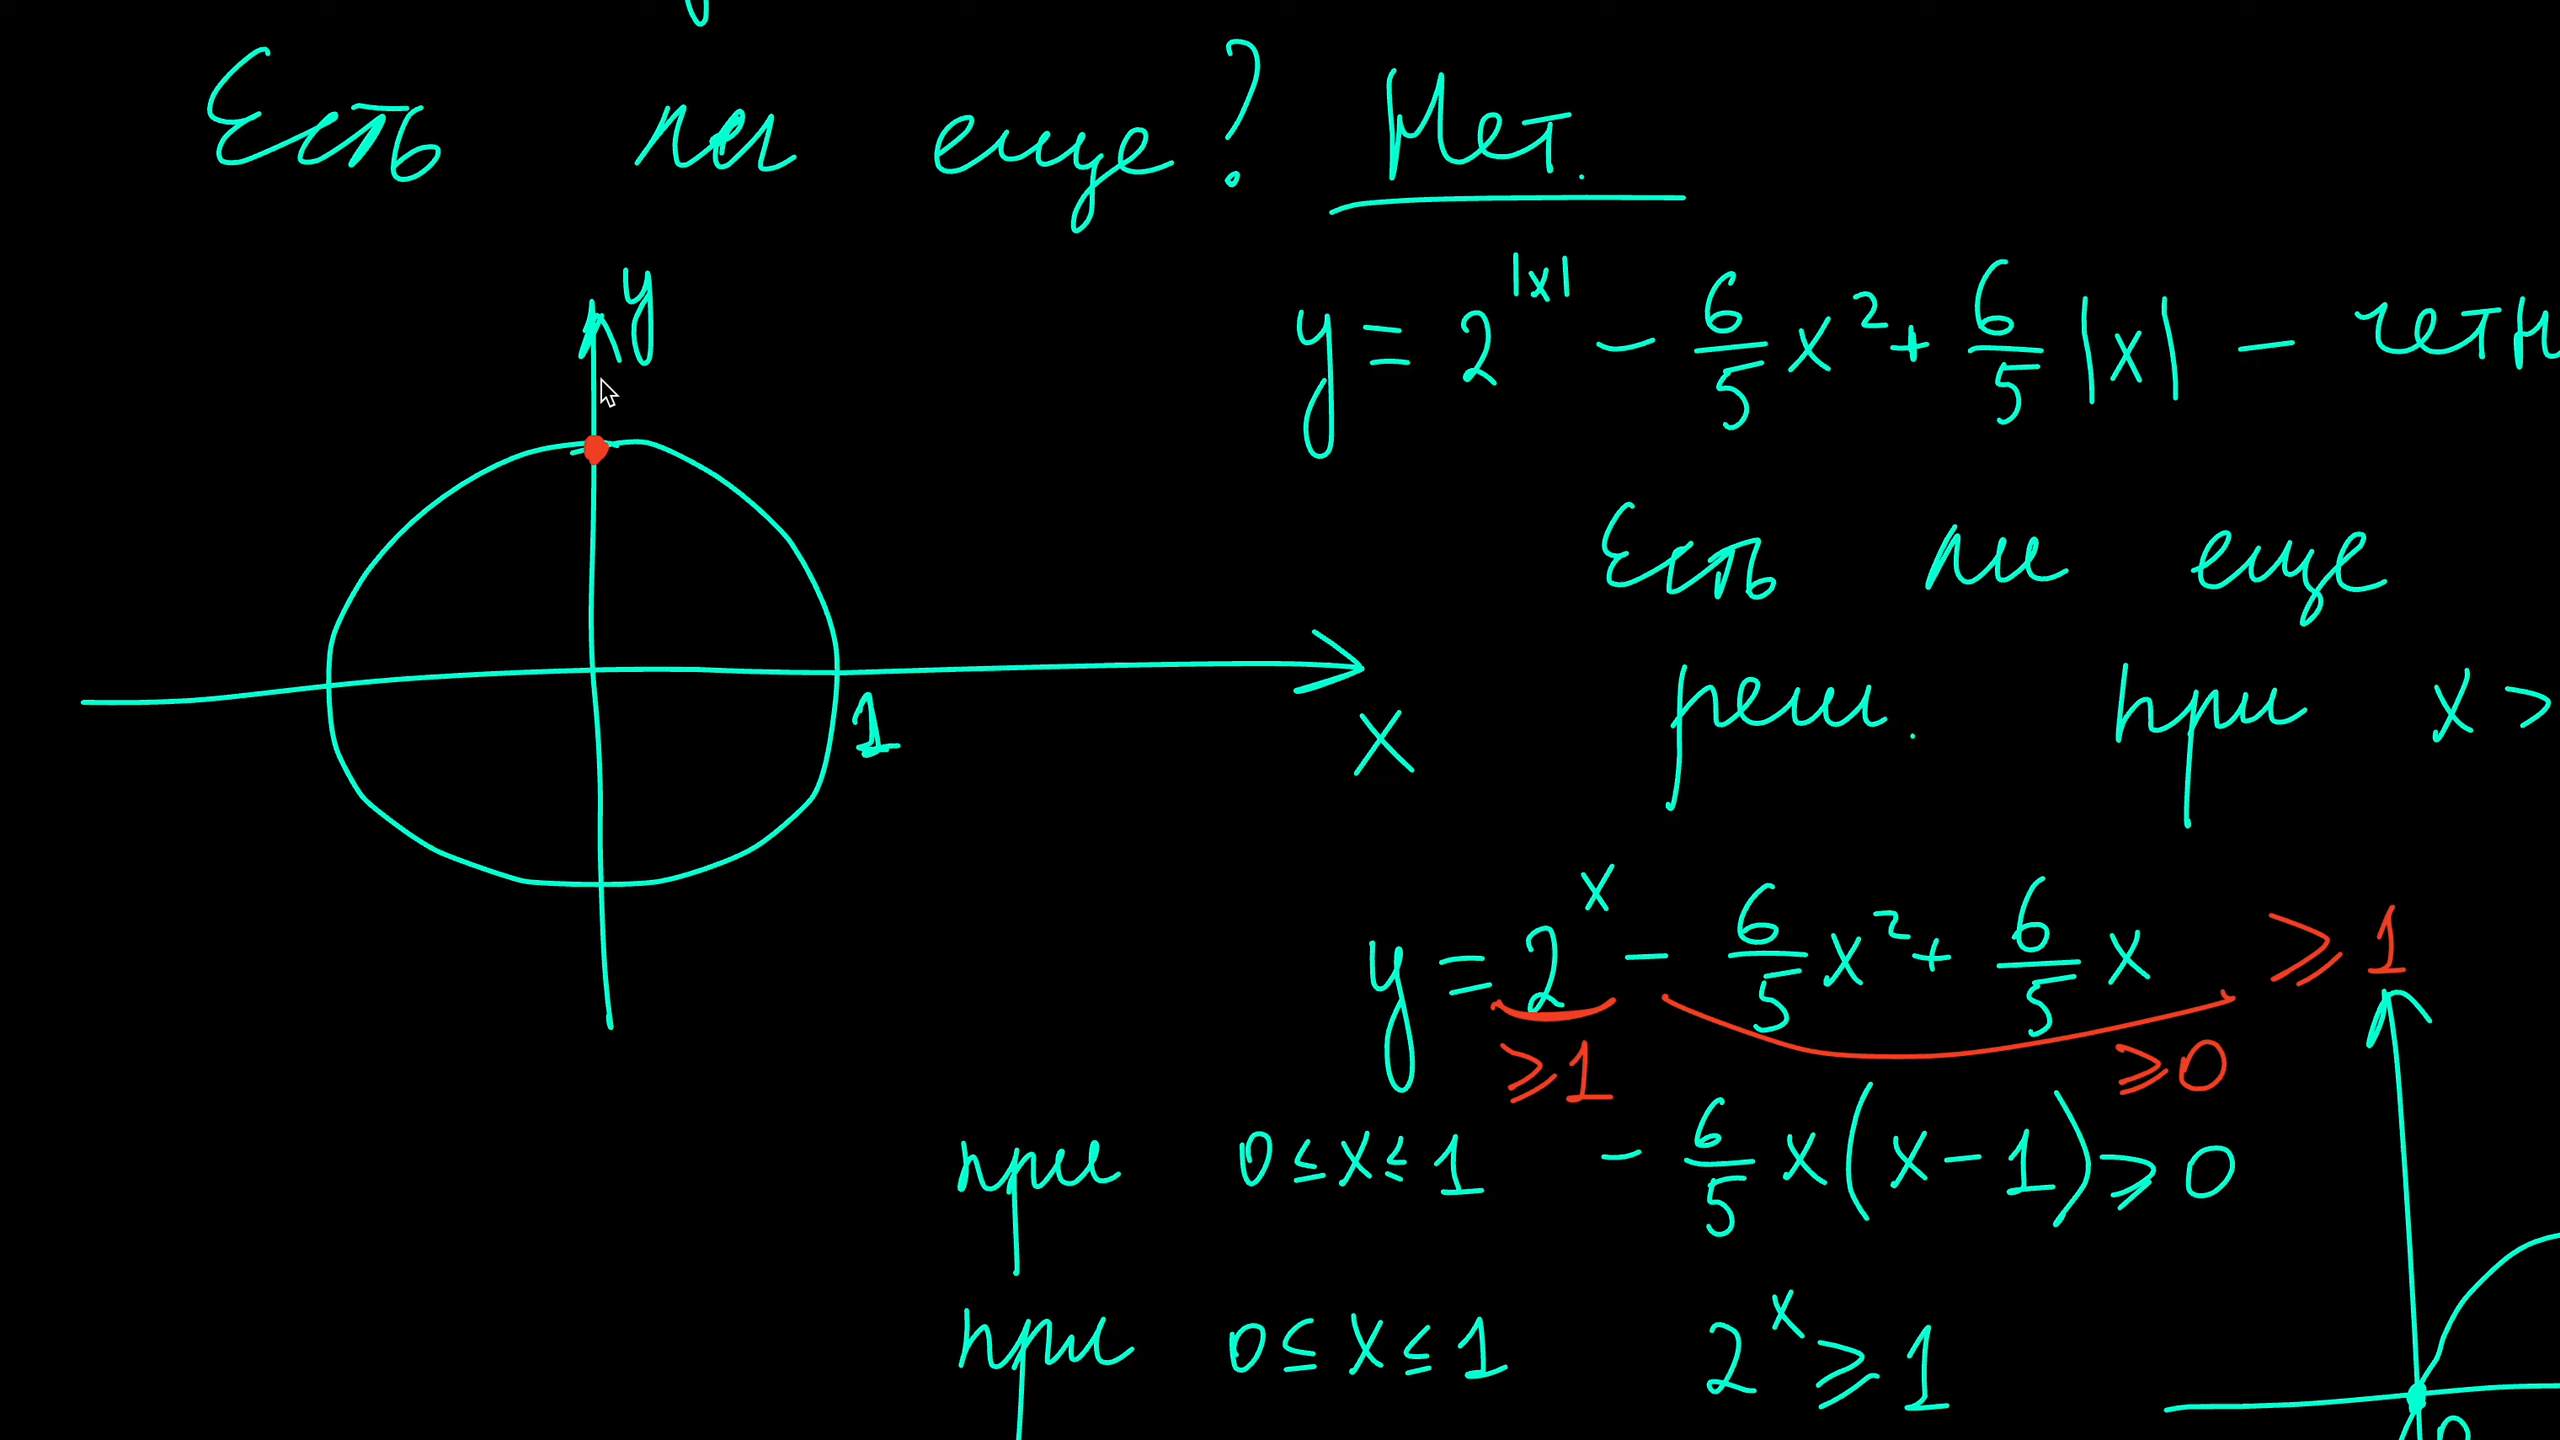 Есть ли еще? Нет.
y
y = 2^|x| - 6/5 x² + 6/5 |x| - четн
Есть ли еще
реш. при x >
1
x
y = 2^x - 6/5 x² + 6/5 x ⩾ 1
⩾ 1 ⩾ 0
при 0 ≤ x ≤ 1 - 6/5 x (x - 1) ⩾ 0
при 0 ≤ x ≤ 1 2^x ⩾ 1
0